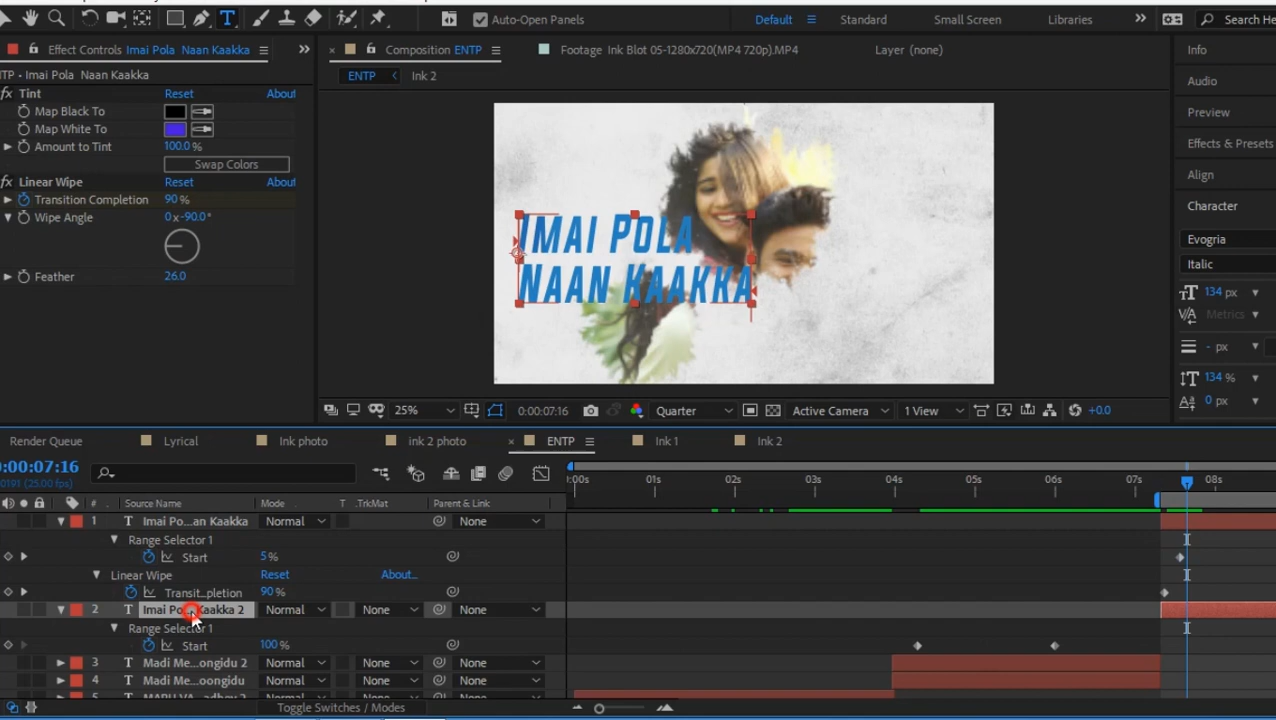 Auto-Open Panels
Default
Standard
Small Screen
Libraries
Search He
Effect Controls Imai Pola Naan Kaakka
Composition ENTP
Footage Ink Blot 05-1280x720(MP4 720p).MP4
Layer (none)
Info
NTP - Imai Pola Naan Kaakka
ENTP
Ink 2
Audio
fx Tint
Reset
About
Map Black To
Preview
Map White To
Amount to Tint
100.0 %
Effects & Presets
Swap Colors
fx Linear Wipe
Reset
About
Align
Transition Completion
90 %
Wipe Angle
0 x -90.0°
Character
IMAI POLA
NAAN KAAKKA
Evogria
Italic
Feather
26.0
134 px
Metrics
- px
134 %
0 px
25%
0:00:07:16
Quarter
Active Camera
1 View
+0.0
Render Queue
Lyrical
Ink photo
ink 2 photo
ENTP
Ink 1
Ink 2
0:00:07:16
0191 (25.00 fps)
:00s
01s
02s
03s
04s
05s
06s
07s
08s
#
Source Name
Mode
T
.TrkMat
Parent & Link
1
T
Imai Po...an Kaakka
Normal
None
Range Selector 1
Start
5 %
Linear Wipe
Reset
About...
Transit...pletion
90 %
2
T
Imai Po... Kaakka 2
Normal
None
None
Range Selector 1
Start
100 %
3
T
Madi Me...ongidu 2
Normal
None
None
4
T
Madi Me...ongidu
Normal
None
None
Toggle Switches / Modes